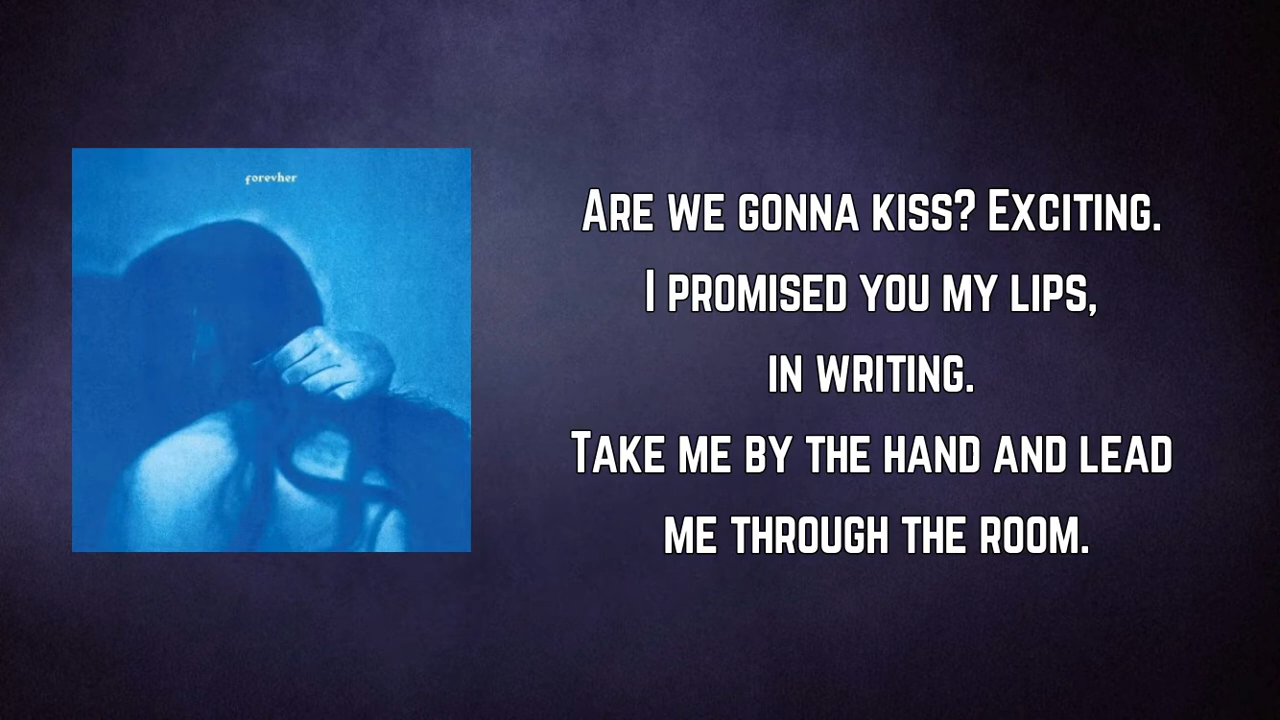 forevher
Are we gonna kiss? Exciting.
I promised you my lips,
in writing.
Take me by the hand and lead
me through the room.